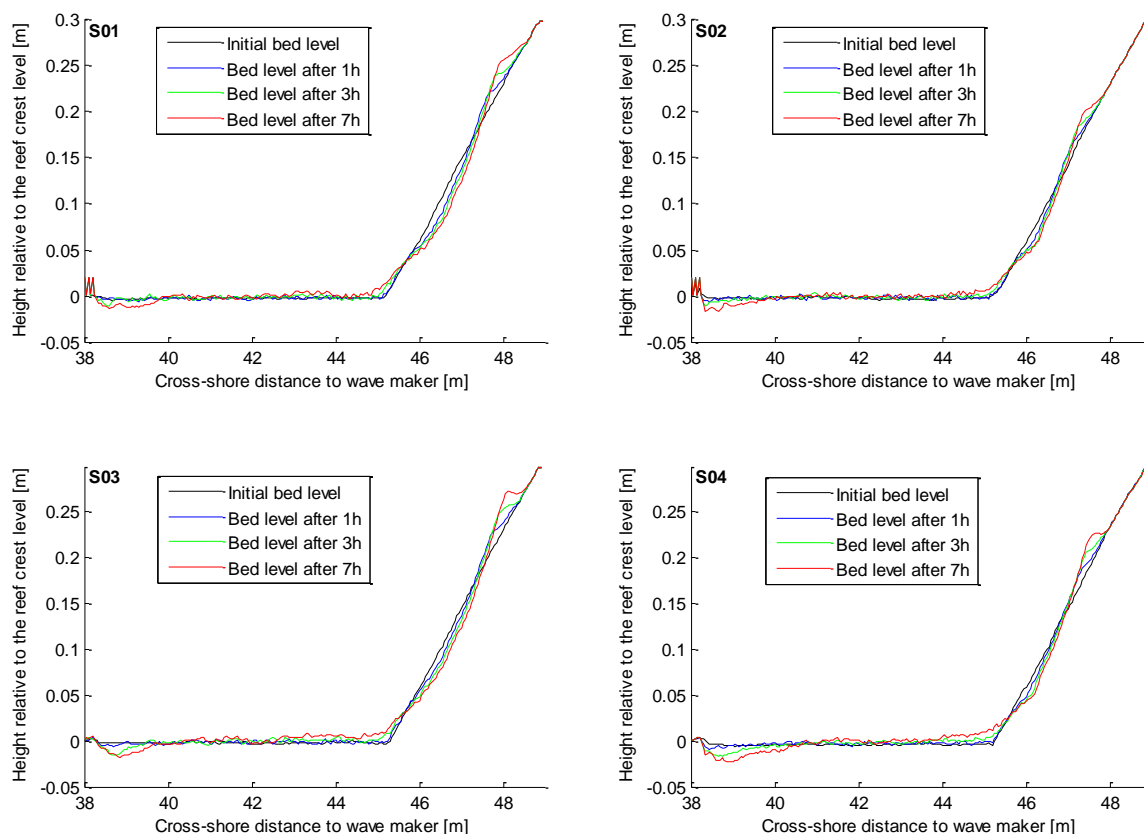 S01
Initial bed level
Bed level after 1h
Bed level after 3h
Bed level after 7h
Height relative to the reef crest level [m]
0.3
0.25
0.2
0.15
0.1
0.05
0
-0.05
38 40 42 44 46 48
Cross-shore distance to wave maker [m]
S02
Initial bed level
Bed level after 1h
Bed level after 3h
Bed level after 7h
Height relative to the reef crest level [m]
0.3
0.25
0.2
0.15
0.1
0.05
0
-0.05
38 40 42 44 46 48
Cross-shore distance to wave maker [m]
S03
Initial bed level
Bed level after 1h
Bed level after 3h
Bed level after 7h
Height relative to the reef crest level [m]
0.25
0.2
0.15
0.1
0.05
0
-0.05
38 40 42 44 46 48
Cross-shore distance to wave maker [m]
S04
Initial bed level
Bed level after 1h
Bed level after 3h
Bed level after 7h
Height relative to the reef crest level [m]
0.25
0.2
0.15
0.1
0.05
0
-0.05
38 40 42 44 46 48
Cross-shore distance to wave maker [m]